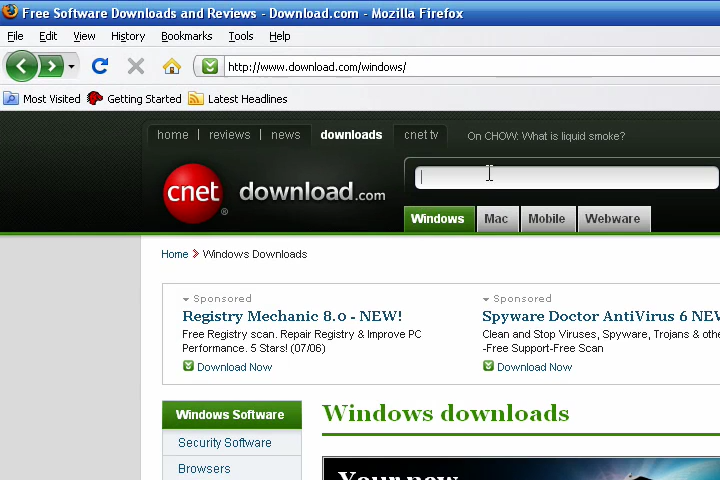 Free Software Downloads and Reviews - Download.com - Mozilla Firefox
File Edit View History Bookmarks Tools Help
http://www.download.com/windows/
Most Visited Getting Started Latest Headlines
home | reviews | news downloads cnet tv On CHOW: What is liquid smoke?
cnet® download.com
Windows Mac Mobile Webware
Home > Windows Downloads
Sponsored
Registry Mechanic 8.0 - NEW!
Free Registry scan. Repair Registry & Improve PC
Performance. 5 Stars! (07/06)
Download Now
Sponsored
Spyware Doctor AntiVirus 6 NEW
Clean and Stop Viruses, Spyware, Trojans & othe
-Free Support-Free Scan
Download Now
Windows Software
Security Software
Browsers
Windows downloads
Your new